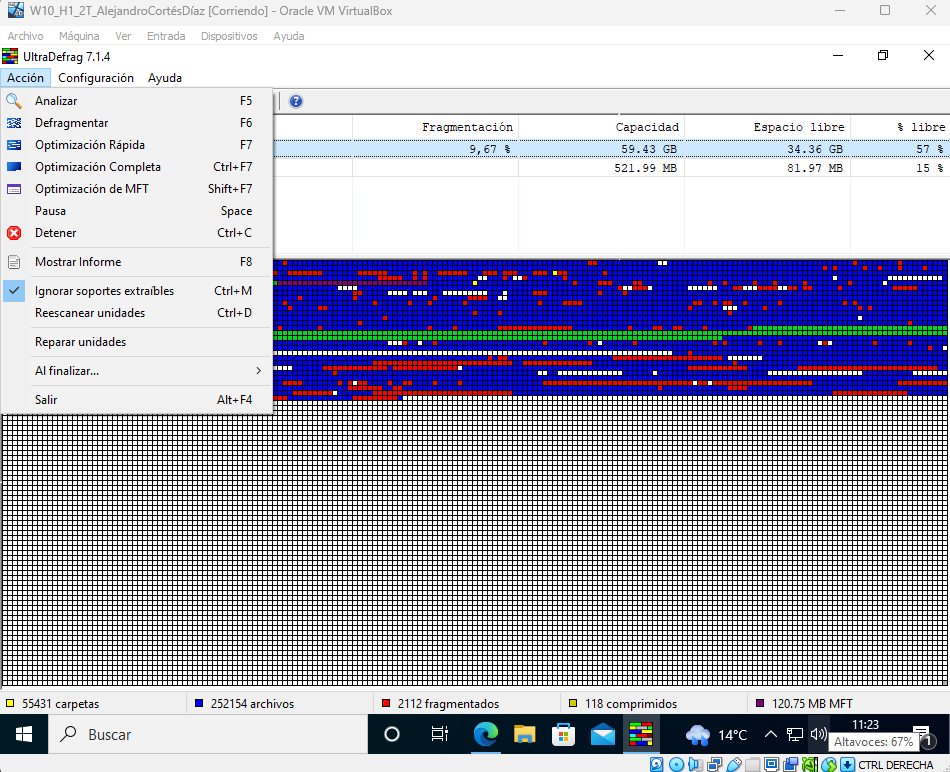 W10_H1_2T_AlejandroCortésDíaz [Corriendo] - Oracle VM VirtualBox
Archivo Máquina Ver Entrada Dispositivos Ayuda
UltraDefrag 7.1.4
Acción Configuración Ayuda
Analizar F5
Defragmentar F6
Optimización Rápida F7
Optimización Completa Ctrl+F7
Optimización de MFT Shift+F7
Pausa Space
Detener Ctrl+C
Mostrar Informe F8
Ignorar soportes extraíbles Ctrl+M
Reescanear unidades Ctrl+D
Reparar unidades
Al finalizar...
Salir Alt+F4
Fragmentación Capacidad Espacio libre % libre
9,67 % 59.43 GB 34.36 GB 57 %
521.99 MB 81.97 MB 15 %
55431 carpetas 252154 archivos 2112 fragmentados 118 comprimidos 120.75 MB MFT
Buscar
14°C
11:23
Altavoces: 67%
1
CTRL DERECHA